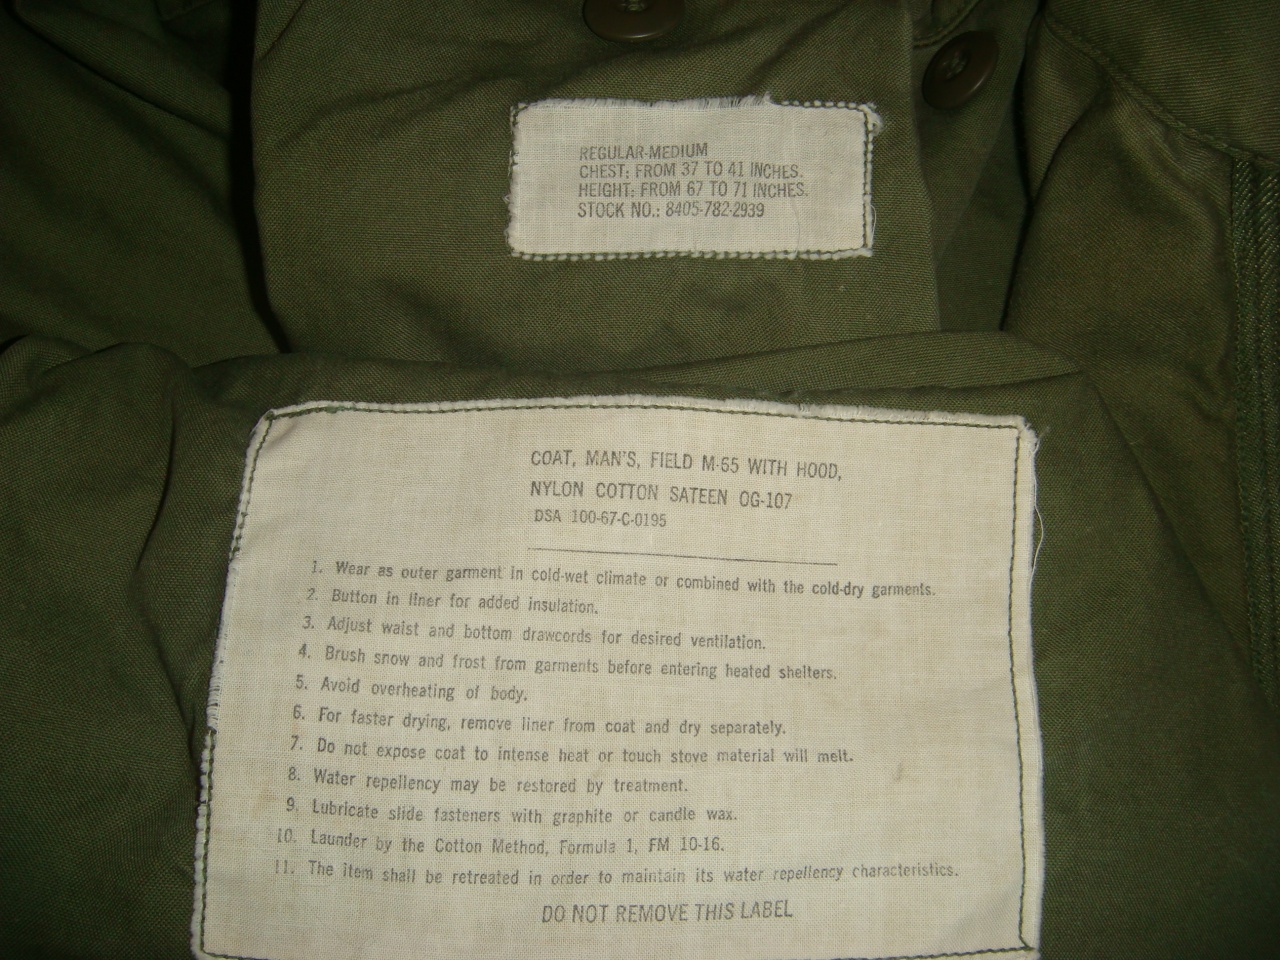 REGULAR-MEDIUM
CHEST: FROM 37 TO 41 INCHES.
HEIGHT: FROM 67 TO 71 INCHES.
STOCK NO.: 8405-782-2939
COAT, MAN'S, FIELD M-65 WITH HOOD,
NYLON COTTON SATEEN OG-107
DSA 100-67-C-0195
1. Wear as outer garment in cold-wet climate or combined with the cold-dry garments.
2. Button in liner for added insulation.
3. Adjust waist and bottom drawcords for desired ventilation.
4. Brush snow and frost from garments before entering heated shelters.
5. Avoid overheating of body.
6. For faster drying, remove liner from coat and dry separately.
7. Do not expose coat to intense heat or touch stove material will melt.
8. Water repellency may be restored by treatment.
9. Lubricate slide fasteners with graphite or candle wax.
10. Launder by the Cotton Method, Formula 1, FM 10-16.
11. The item shall be retreated in order to maintain its water repellency characteristics.
DO NOT REMOVE THIS LABEL